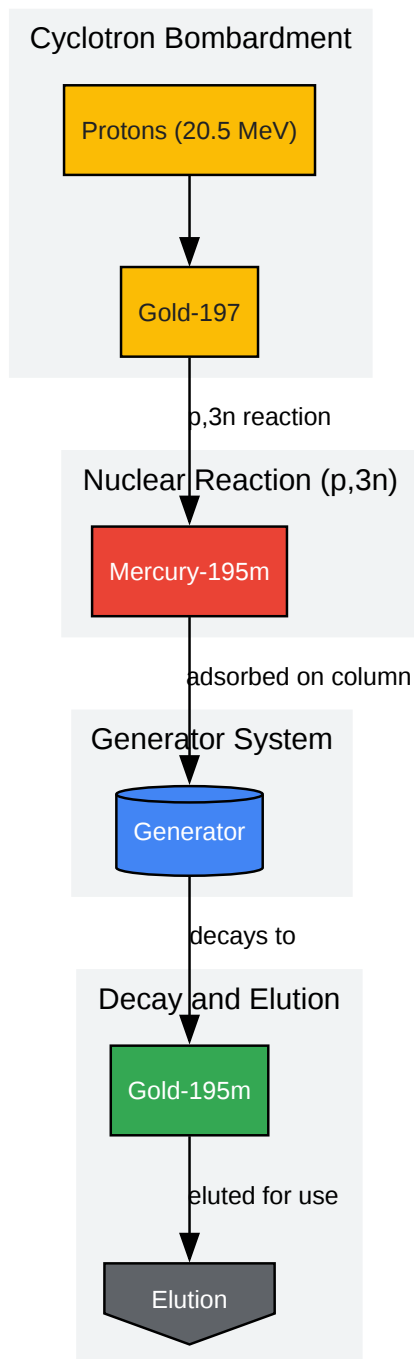 Cyclotron Bombardment
Protons (20.5 MeV)
Gold-197
p,3n reaction
Nuclear Reaction (p,3n)
Mercury-195m
adsorbed on column
Generator System
Generator
decays to
Decay and Elution
Gold-195m
eluted for use
Elution